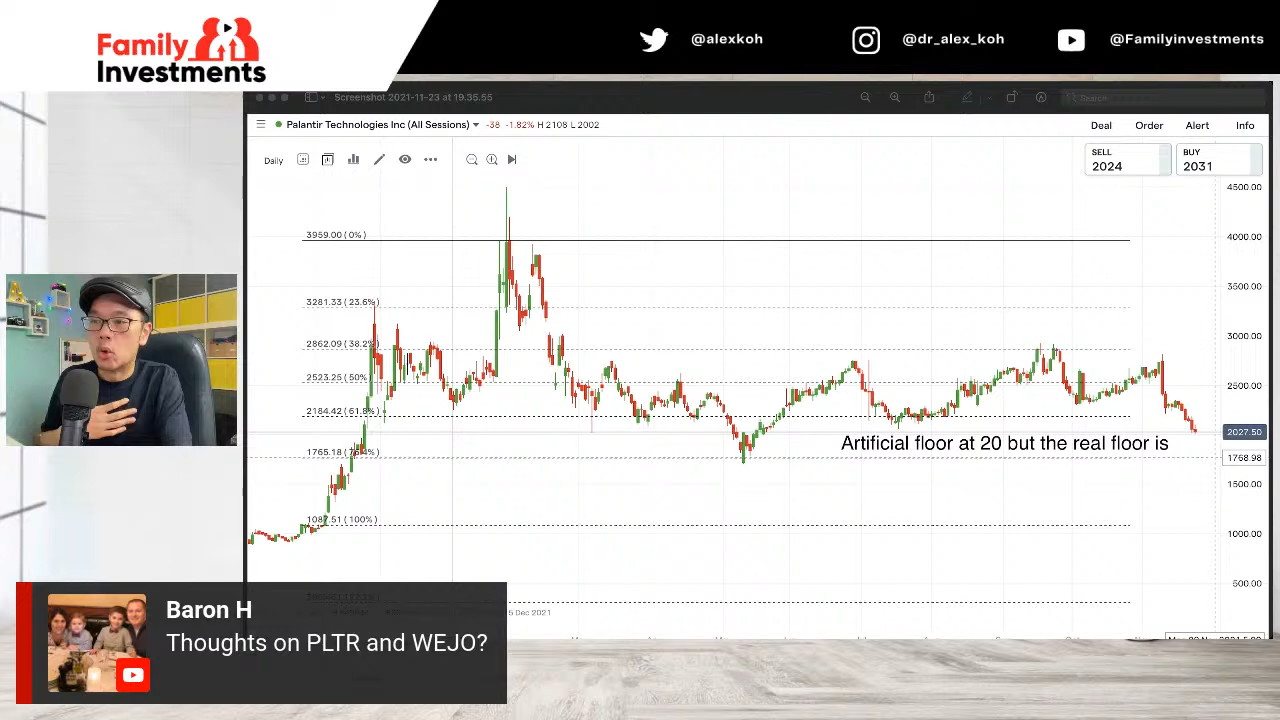 Family
Investments
@alexkoh
@dr_alex_koh
@Familyinvestments
Screenshot 2021-11-23 at 19.35.55
Search
Palantir Technologies Inc (All Sessions) -38 -1.82% H 2108 L 2002
Deal Order Alert Info
Daily
SELL
2024
BUY
2031
4500.00
3959.00 ( 0%)
4000.00
3500.00
3281.33 ( 23.6%)
3000.00
2862.09 ( 38.2%)
2523.25 ( 50%)
2500.00
2184.42 ( 61.8%)
2027.50
Artificial floor at 20 but the real floor is
1765.18
1768.98
1500.00
1000.00
( 100%)
500.00
Dec 2021
Baron H
Thoughts on PLTR and WEJO?